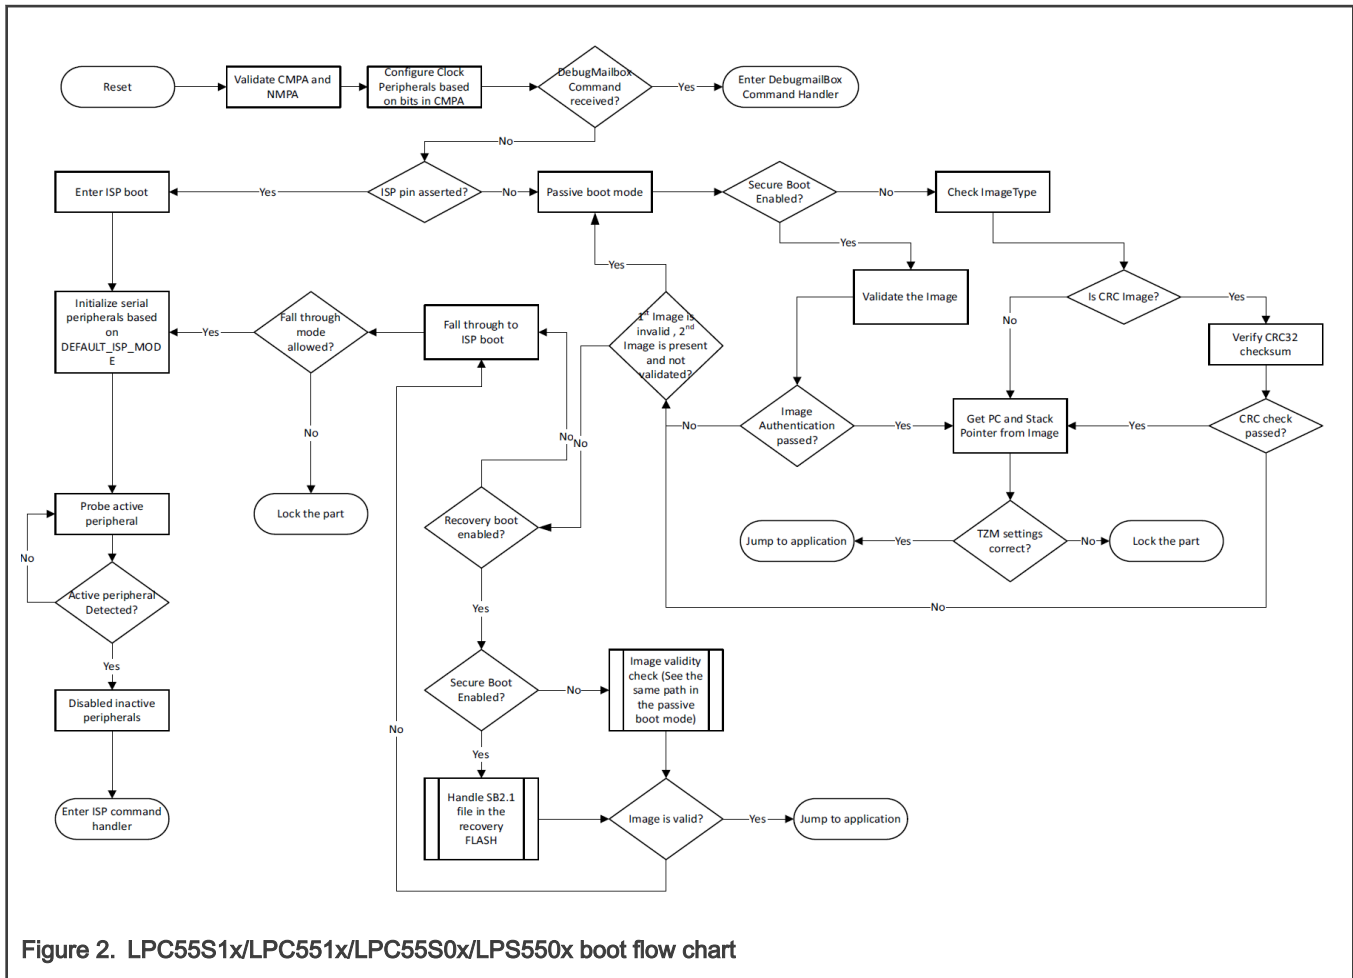 Reset
Validate CMPA and
NMPA
Configure Clock
Peripherals based
on bits in CMPA
DebugMailbox
Command
received?
Yes
Enter DebugmailBox
Command Handler
No
Enter ISP boot
Yes
ISP pin asserted?
No
Passive boot mode
Secure Boot
Enabled?
No
Check ImageType
Yes
Yes
Validate the Image
Is CRC Image?
Yes
No
Initialize serial
peripherals based
on
DEFAULT_ISP_MOD
E
Yes
Fall through
mode
allowed?
Fall through to
ISP boot
1st Image is
invalid , 2nd
Image is present
and not
validated?
Verify CRC32
checksum
No
No
No
No
Image
Authentication
passed?
Yes
Get PC and Stack
Pointer from Image
Yes
CRC check
passed?
Probe active
peripheral
Lock the part
Recovery boot
enabled?
Jump to application
Yes
TZM settings
correct?
No
Lock the part
No
Active peripheral
Detected?
Yes
No
Yes
Disabled inactive
peripherals
Secure Boot
Enabled?
No
Image validity
check (See the
same path in
the passive
boot mode)
No
Yes
Enter ISP command
handler
Handle SB2.1
file in the
recovery
FLASH
Image is valid?
Yes
Jump to application
Figure 2. LPC55S1x/LPC551x/LPC55S0x/LPS550x boot flow chart